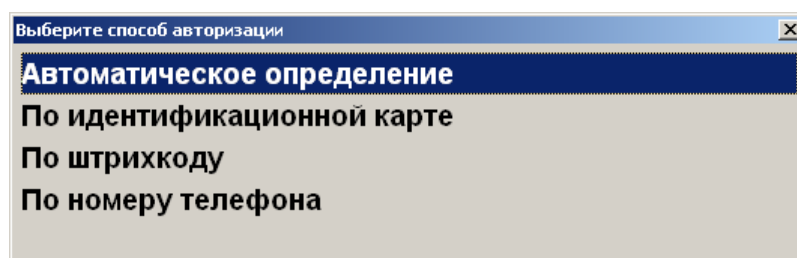 Выберите способ авторизации
Автоматическое определение
По идентификационной карте
По штрихкоду
По номеру телефона